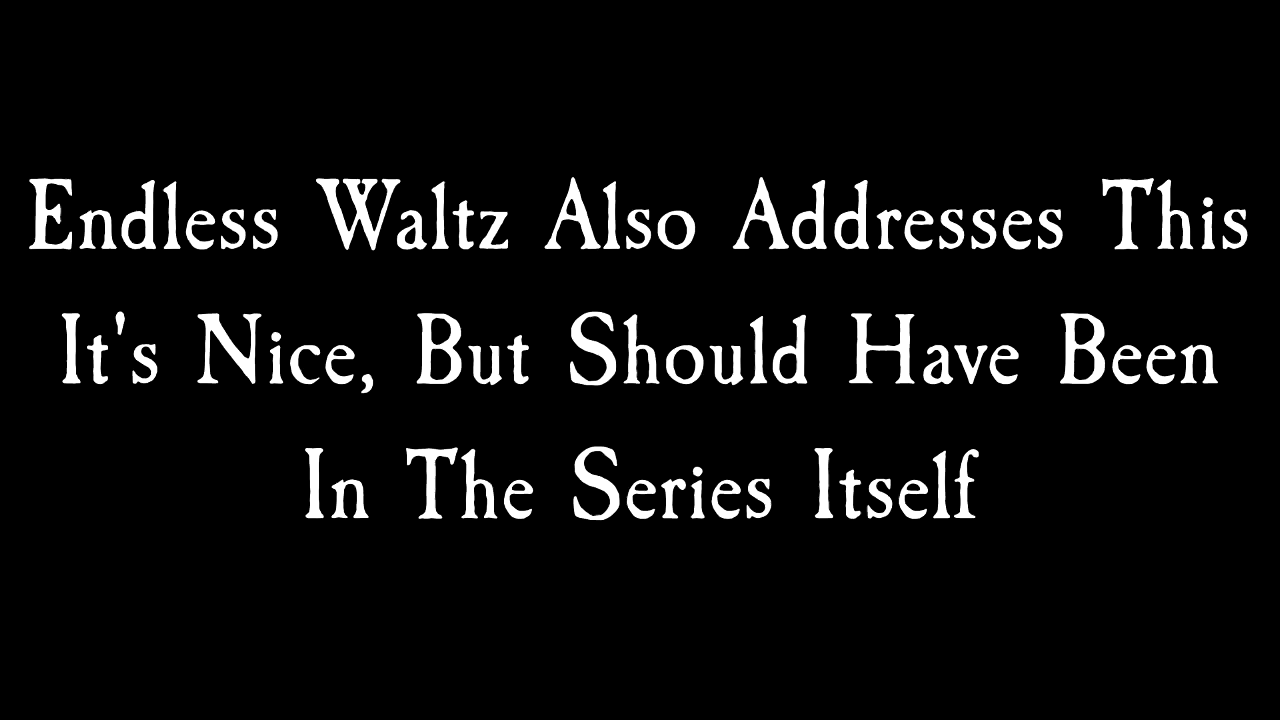 Endless Waltz Also Addresses This
It's Nice, But Should Have Been
In The Series Itself